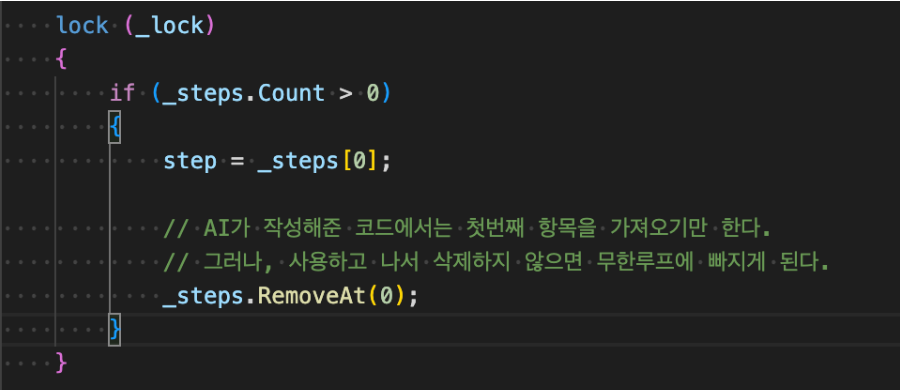 lock (_lock)
{
if (_steps.Count > 0)
{
step = _steps[0];
// AI가 작성해준 코드에서는 첫번째 항목을 가져오기만 한다.
// 그러나, 사용하고 나서 삭제하지 않으면 무한루프에 빠지게 된다.
_steps.RemoveAt(0);
}
}